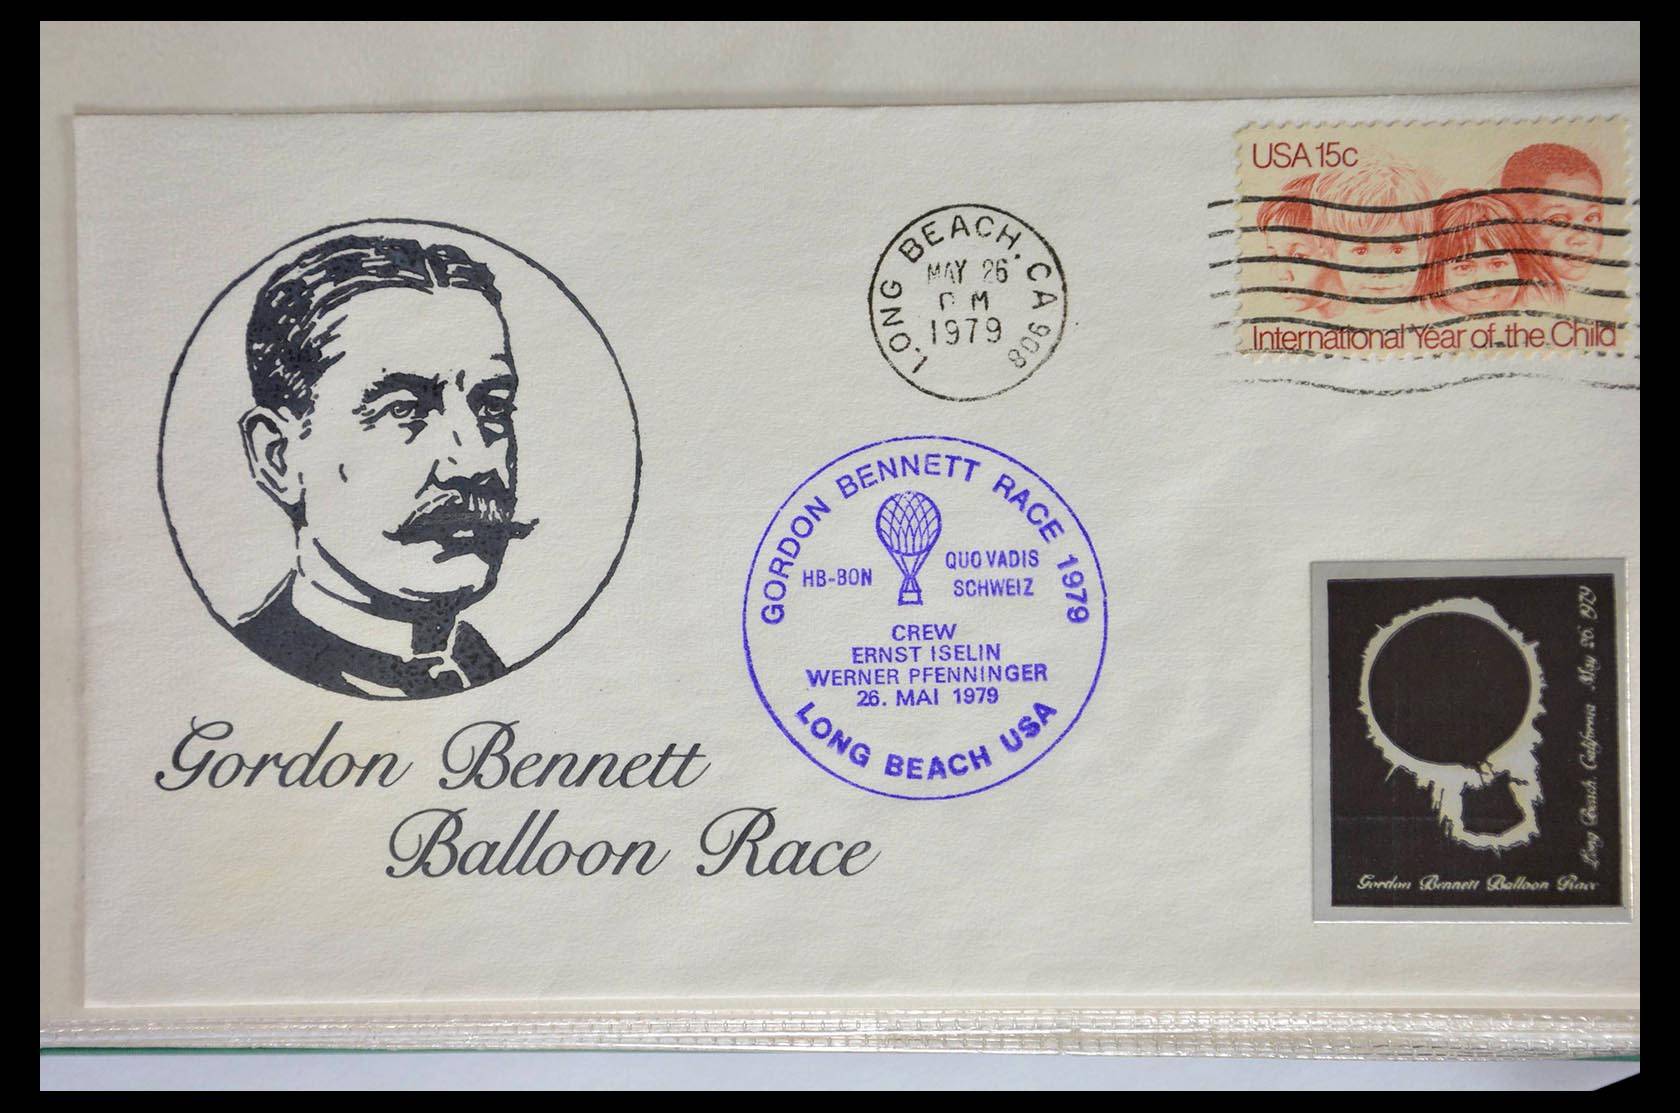 USA 15c
International Year of the Child
LONG BEACH, CA 908
MAY 26
PM
1979
GORDON BENNETT RACE 1979
HB-BON
QUO VADIS
SCHWEIZ
CREW
ERNST ISELIN
WERNER PFENNINGER
26. MAI 1979
LONG BEACH USA
Gordon Bennett
Balloon Race
Long Beach, California May 26, 1979
Gordon Bennett Balloon Race